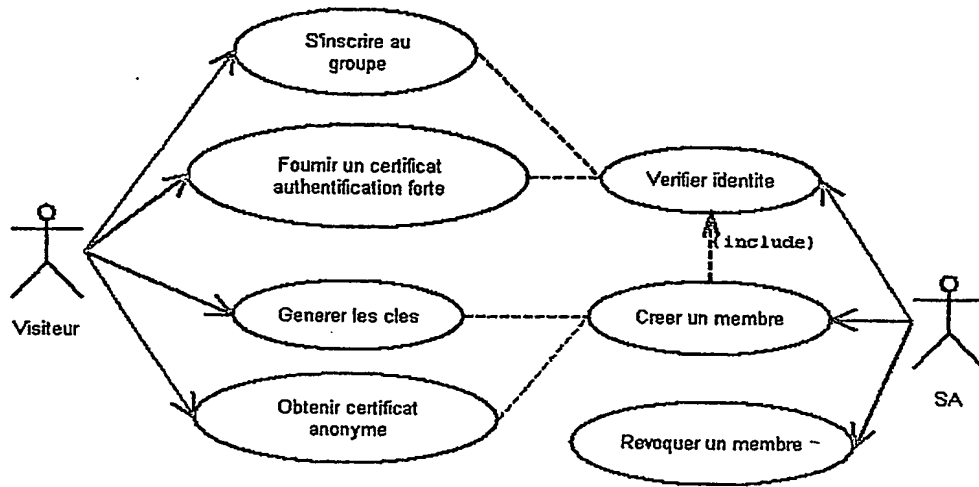 S'inscrire au
groupe
Fournir un certificat
authentification forte
Verifier identite
(include)
Visiteur
Generer les cles
Creer un membre
SA
Obtenir certificat
anonyme
Revoquer un membre